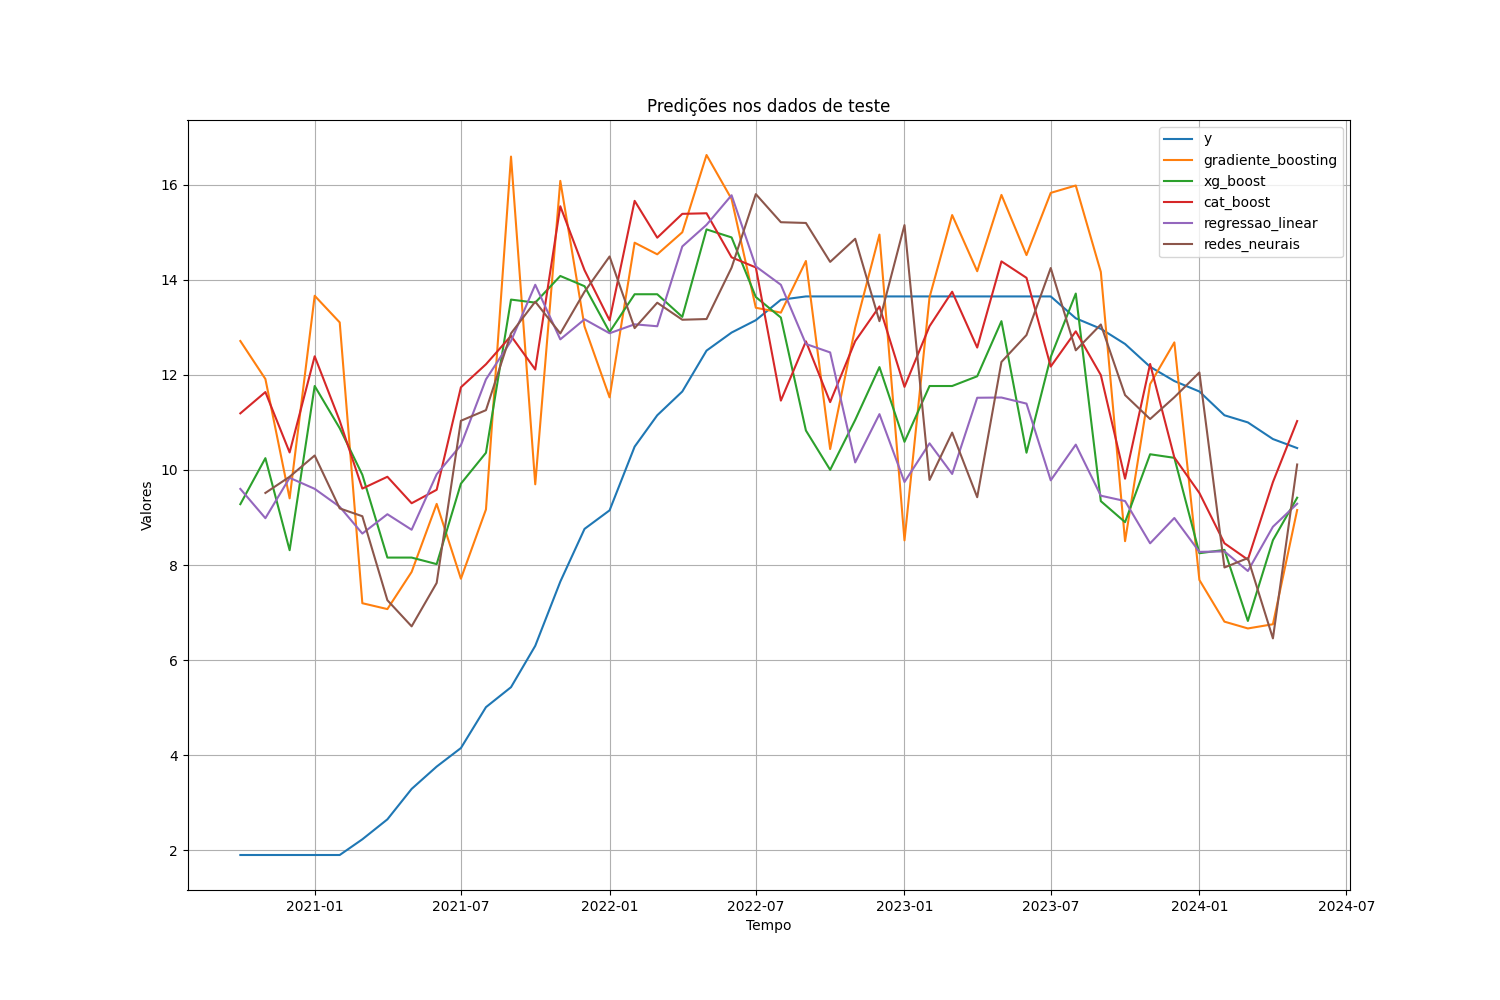 Predições nos dados de teste
y
gradiente_boosting
xg_boost
cat_boost
regressao_linear
redes_neurais
Valores
16
14
12
10
8
6
4
2
2021-01
2021-07
2022-01
2022-07
2023-01
2023-07
2024-01
2024-07
Tempo